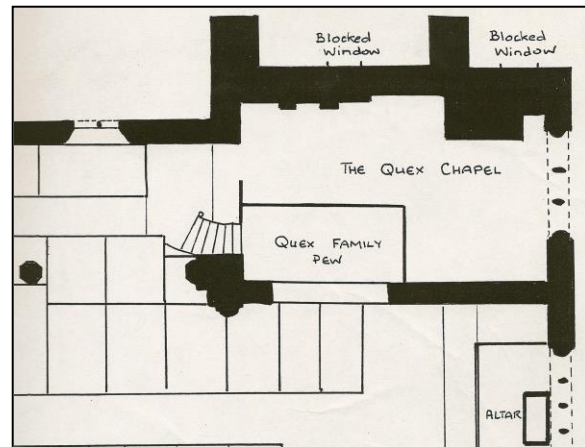 Blocked
Window
Blocked
Window
THE QUEX CHAPEL
QUEX FAMILY
PEW
ALTAR